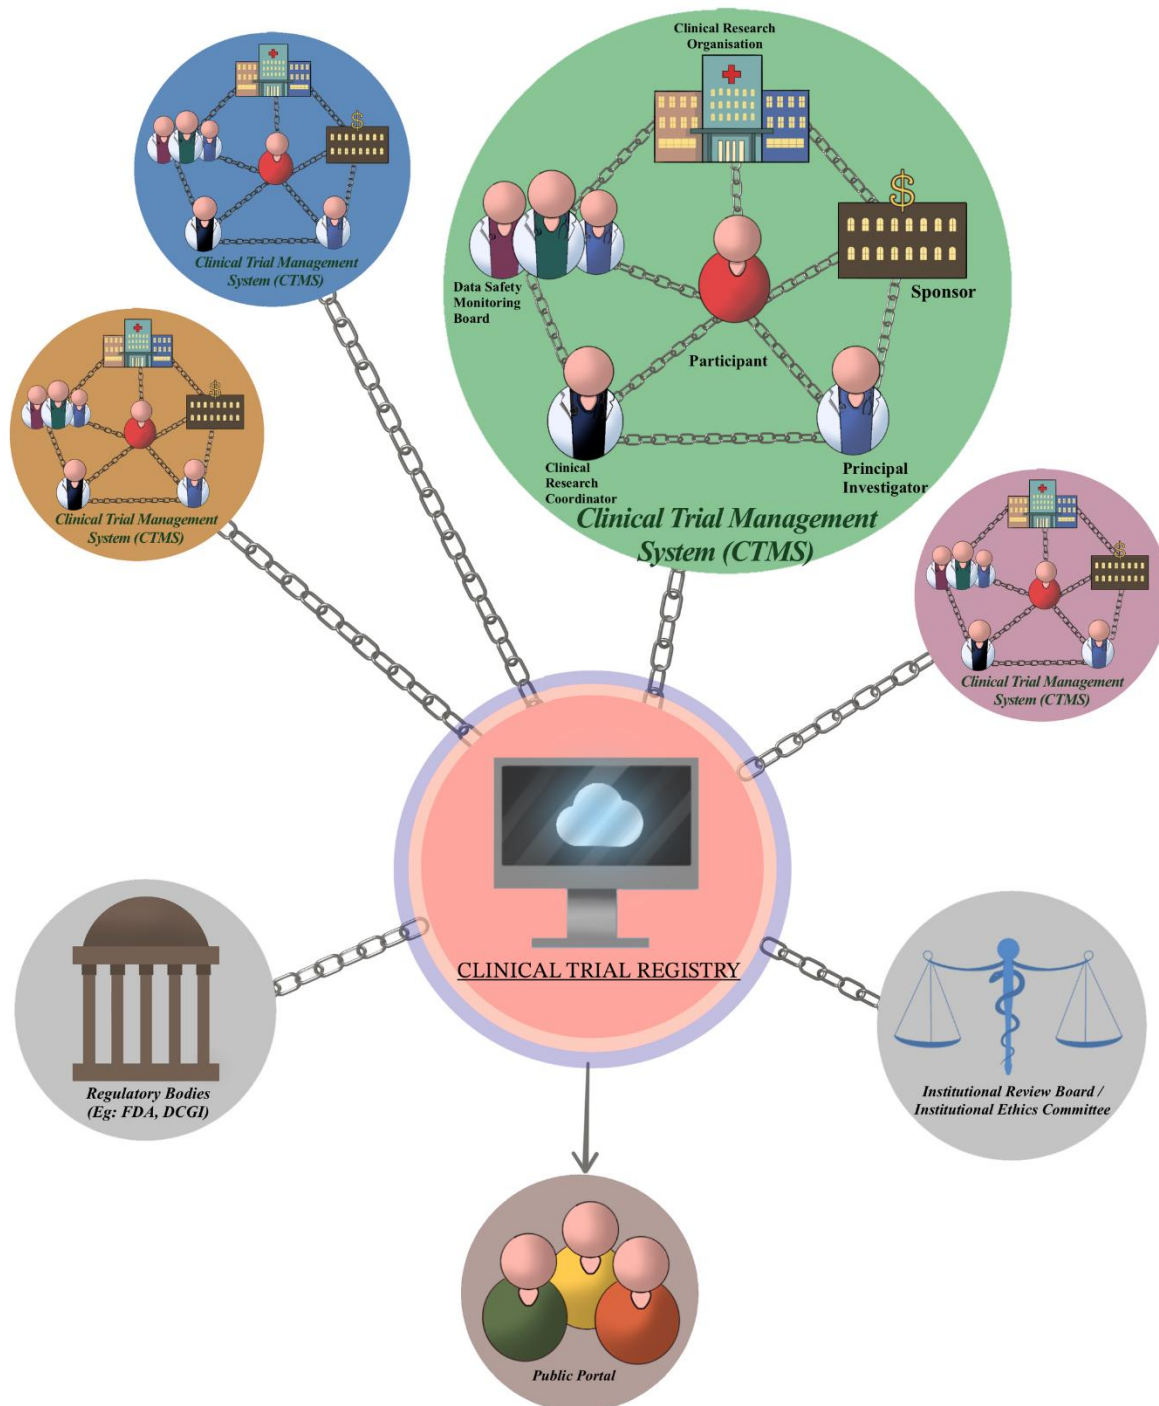 Clinical Research
Organisation
$
$
Data Safety
Monitoring
Board
Sponsor
Participant
Clinical Trial Management
System (CTMS)
$
Clinical
Research
Coordinator
Principal
Investigator
Clinical Trial Management
System (CTMS)
Clinical Trial Management
System (CTMS)
$
Clinical Trial Management
System (CTMS)
CLINICAL TRIAL REGISTRY
Regulatory Bodies
(Eg: FDA, DCGI)
Institutional Review Board /
Institutional Ethics Committee
Public Portal